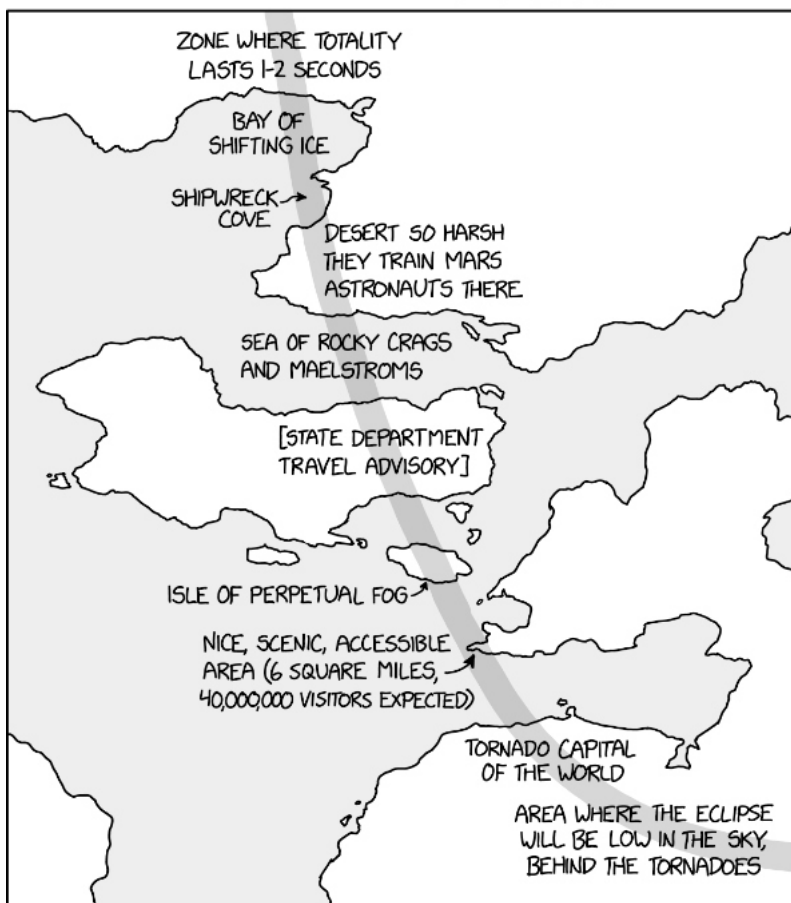 ZONE WHERE TOTALITY
LASTS 1-2 SECONDS
BAY OF
SHIFTING ICE
SHIPWRECK
COVE
DESERT SO HARSH
THEY TRAIN MARS
ASTRONAUTS THERE
SEA OF ROCKY CRAGS
AND MAELSTROMS
[STATE DEPARTMENT
TRAVEL ADVISORY]
ISLE OF PERPETUAL FOG
NICE, SCENIC, ACCESSIBLE
AREA (6 SQUARE MILES,
40,000,000 VISITORS EXPECTED)
TORNADO CAPITAL
OF THE WORLD
AREA WHERE THE ECLIPSE
WILL BE LOW IN THE SKY,
BEHIND THE TORNADOES